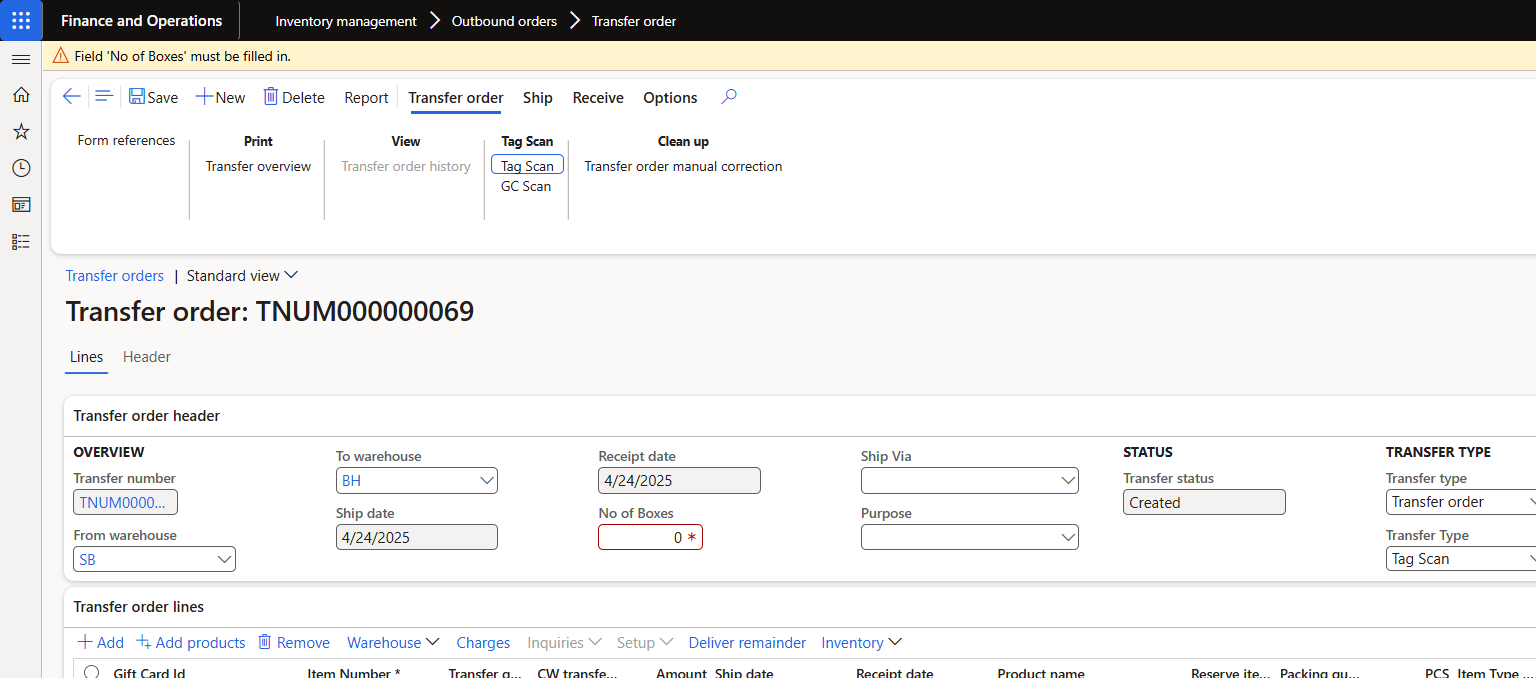 Finance and Operations
Inventory management > Outbound orders > Transfer order
Field 'No of Boxes' must be filled in.
Save New Delete Report Transfer order Ship Receive Options
Form references
Print
Transfer overview
View
Transfer order history
Tag Scan
Tag Scan
GC Scan
Clean up
Transfer order manual correction
Transfer orders | Standard view
Transfer order: TNUM000000069
Lines Header
Transfer order header
OVERVIEW
Transfer number
TNUM0000...
From warehouse
SB
To warehouse
BH
Ship date
4/24/2025
Receipt date
4/24/2025
No of Boxes
0 *
Ship Via
Purpose
STATUS
Transfer status
Created
TRANSFER TYPE
Transfer type
Transfer order
Transfer Type
Tag Scan
Transfer order lines
Add Add products Remove Warehouse Charges Inquiries Setup Deliver remainder Inventory
Gift Card Id Item Number * Transfer q... CW transfe... Amount Ship date Receipt date Product name Reserve ite... Packing qu... PCS Item Type ...